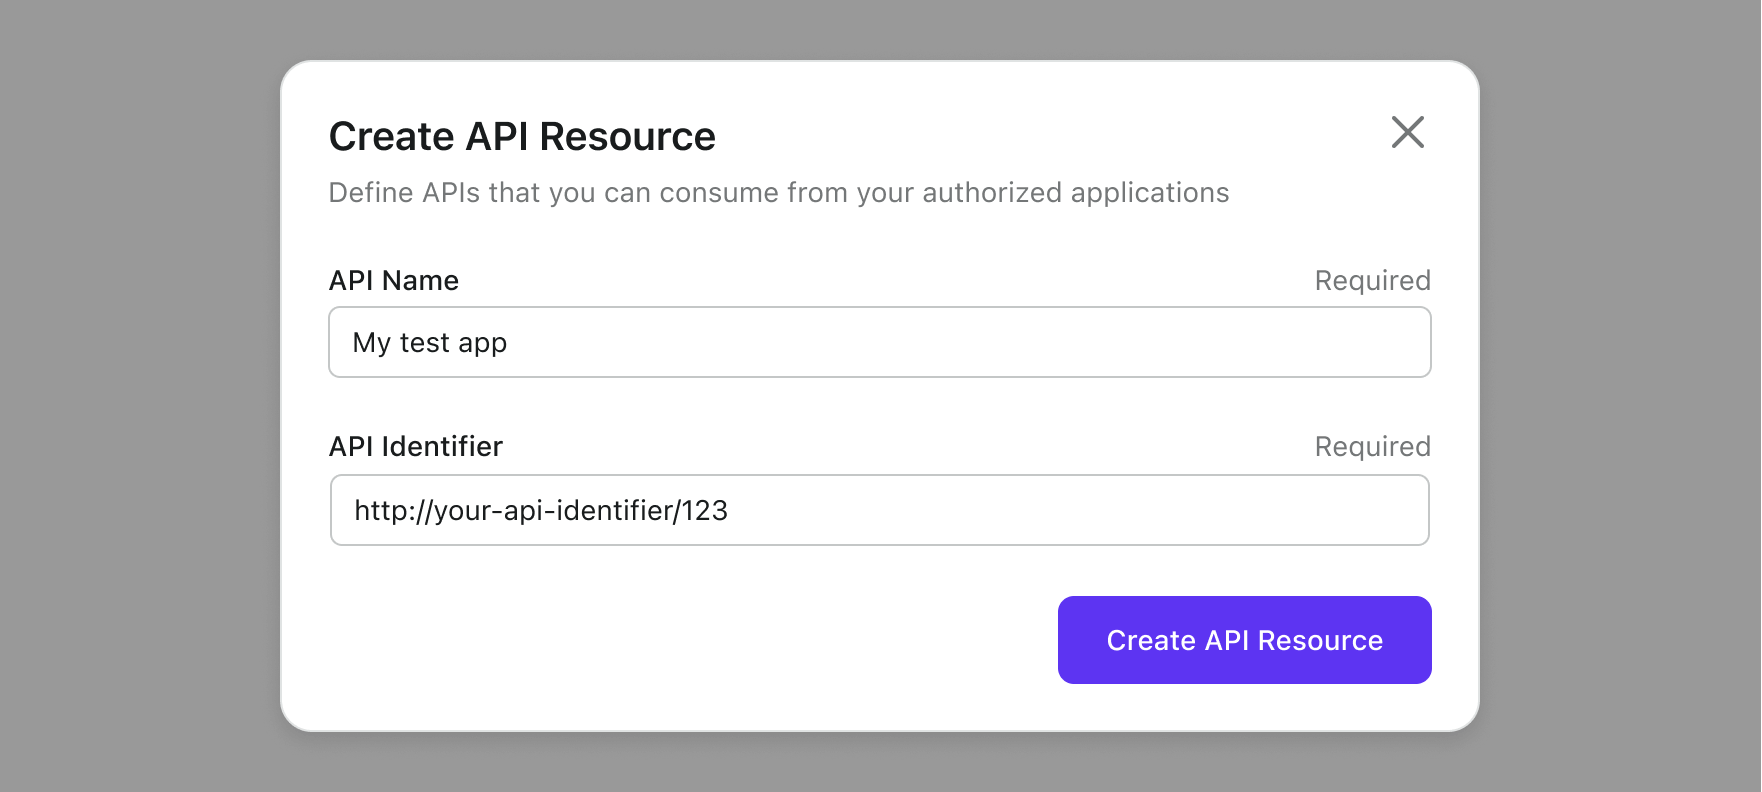 Create API Resource
Define APIs that you can consume from your authorized applications
API Name
Required
My test app
API Identifier
Required
http://your-api-identifier/123
Create API Resource